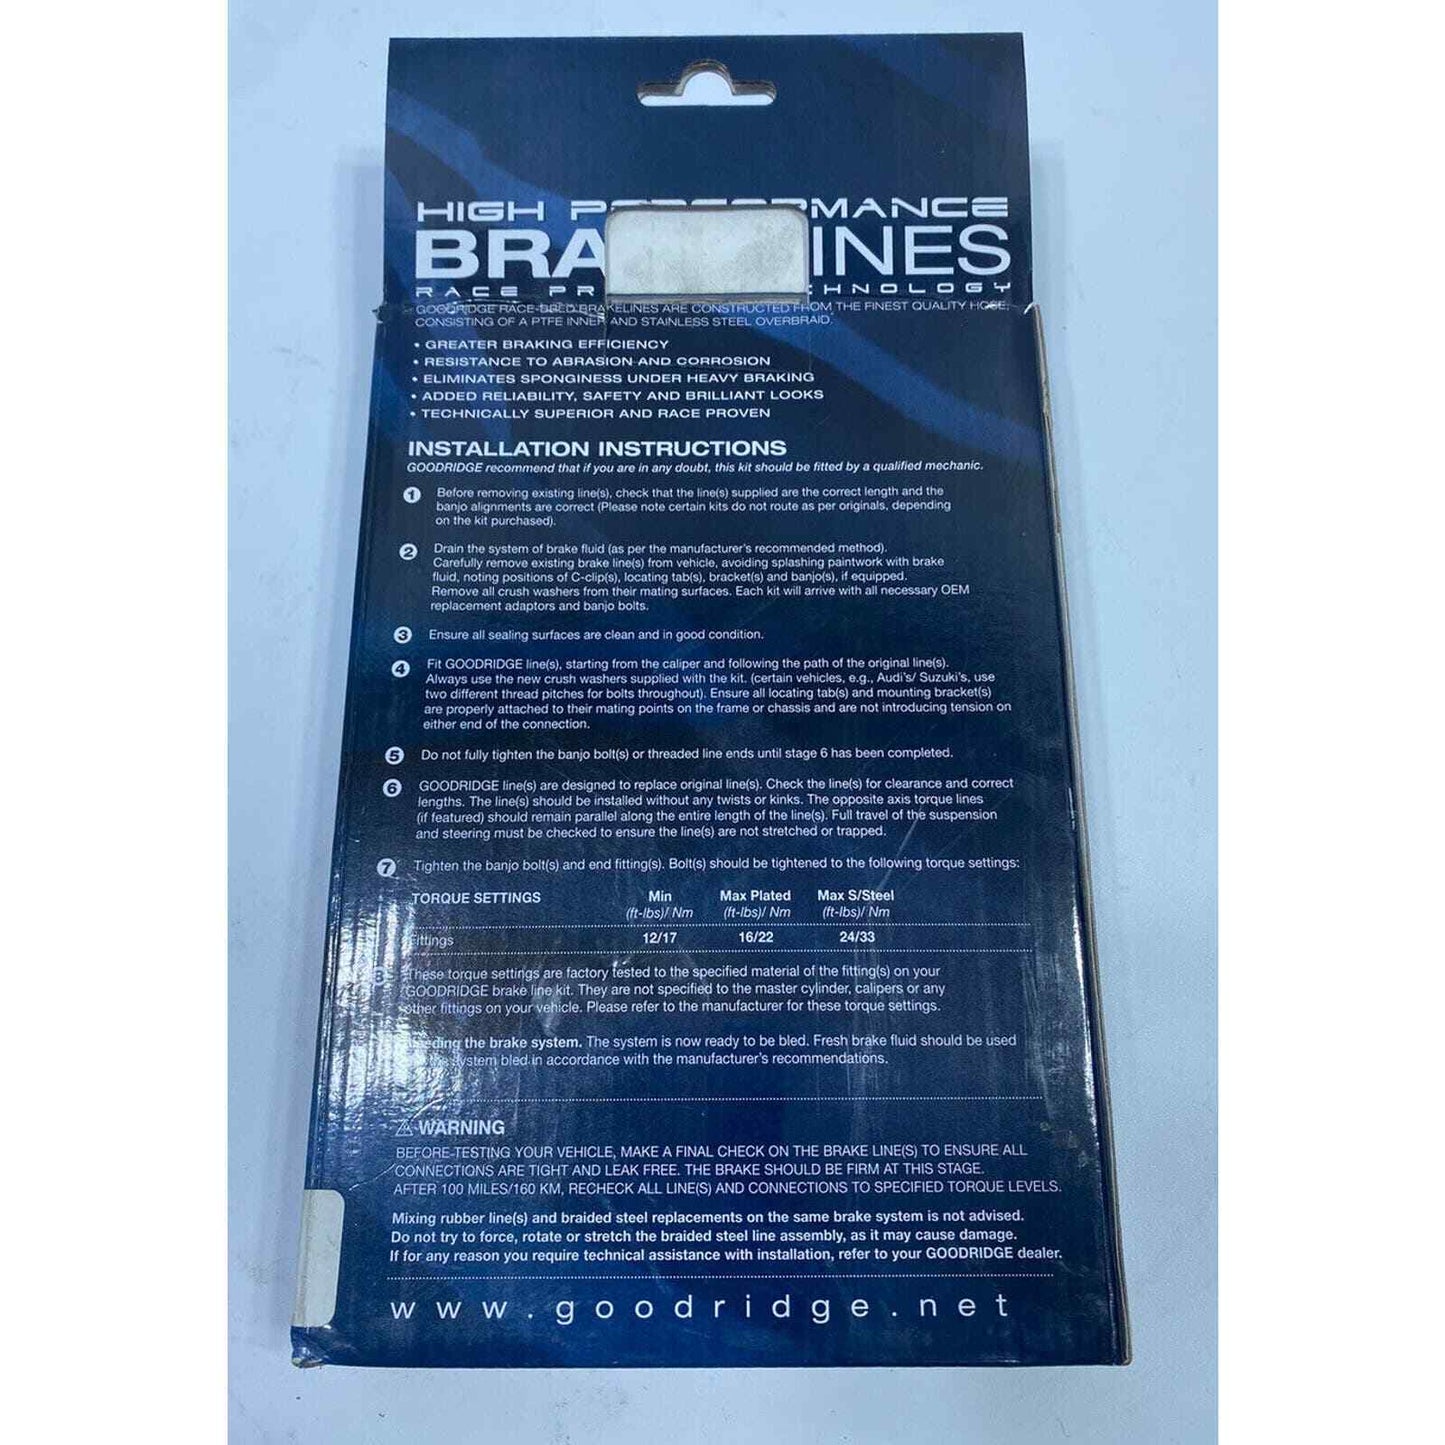 HIGH PERFORMANCE
BRA INES
RACE PR CHNOLOGY
GOODRIDGE RACE-BRED BRAKELINES ARE CONSTRUCTED FROM THE FINEST QUALITY HOSE,
CONSISTING OF A PTFE INNER AND STAINLESS STEEL OVERBRAID.
• GREATER BRAKING EFFICIENCY
• RESISTANCE TO ABRASION AND CORROSION
• ELIMINATES SPONGINESS UNDER HEAVY BRAKING
• ADDED RELIABILITY, SAFETY AND BRILLIANT LOOKS
• TECHNICALLY SUPERIOR AND RACE PROVEN
INSTALLATION INSTRUCTIONS
GOODRIDGE recommend that if you are in any doubt, this kit should be fitted by a qualified mechanic.
1 Before removing existing line(s), check that the line(s) supplied are the correct length and the
banjo alignments are correct (Please note certain kits do not route as per originals, depending
on the kit purchased).
2 Drain the system of brake fluid (as per the manufacturer's recommended method).
Carefully remove existing brake line(s) from vehicle, avoiding splashing paintwork with brake
fluid, noting positions of C-clip(s), locating tab(s), bracket(s) and banjo(s), if equipped.
Remove all crush washers from their mating surfaces. Each kit will arrive with all necessary OEM
replacement adaptors and banjo bolts.
3 Ensure all sealing surfaces are clean and in good condition.
4 Fit GOODRIDGE line(s), starting from the caliper and following the path of the original line(s).
Always use the new crush washers supplied with the kit. (certain vehicles, e.g., Audi's/ Suzuki's, use
two different thread pitches for bolts throughout). Ensure all locating tab(s) and mounting bracket(s)
are properly attached to their mating points on the frame or chassis and are not introducing tension on
either end of the connection.
5 Do not fully tighten the banjo bolt(s) or threaded line ends until stage 6 has been completed.
6 GOODRIDGE line(s) are designed to replace original line(s). Check the line(s) for clearance and correct
lengths. The line(s) should be installed without any twists or kinks. The opposite axis torque lines
(if featured) should remain parallel along the entire length of the line(s). Full travel of the suspension
and steering must be checked to ensure the line(s) are not stretched or trapped.
7 Tighten the banjo bolt(s) and end fitting(s). Bolt(s) should be tightened to the following torque settings:
TORQUE SETTINGS Min Max Plated Max S/Steel
(ft-lbs)/ Nm (ft-lbs)/ Nm (ft-lbs)/ Nm
Fittings 12/17 16/22 24/33
8 These torque settings are factory tested to the specified material of the fitting(s) on your
GOODRIDGE brake line kit. They are not specified to the master cylinder, calipers or any
other fittings on your vehicle. Please refer to the manufacturer for these torque settings.
eding the brake system. The system is now ready to be bled. Fresh brake fluid should be used
system bled in accordance with the manufacturer's recommendations.
⚠ WARNING
BEFORE TESTING YOUR VEHICLE, MAKE A FINAL CHECK ON THE BRAKE LINE(S) TO ENSURE ALL
CONNECTIONS ARE TIGHT AND LEAK FREE. THE BRAKE SHOULD BE FIRM AT THIS STAGE.
AFTER 100 MILES/160 KM, RECHECK ALL LINE(S) AND CONNECTIONS TO SPECIFIED TORQUE LEVELS.
Mixing rubber line(s) and braided steel replacements on the same brake system is not advised.
Do not try to force, rotate or stretch the braided steel line assembly, as it may cause damage.
If for any reason you require technical assistance with installation, refer to your GOODRIDGE dealer.
www.goodridge.net